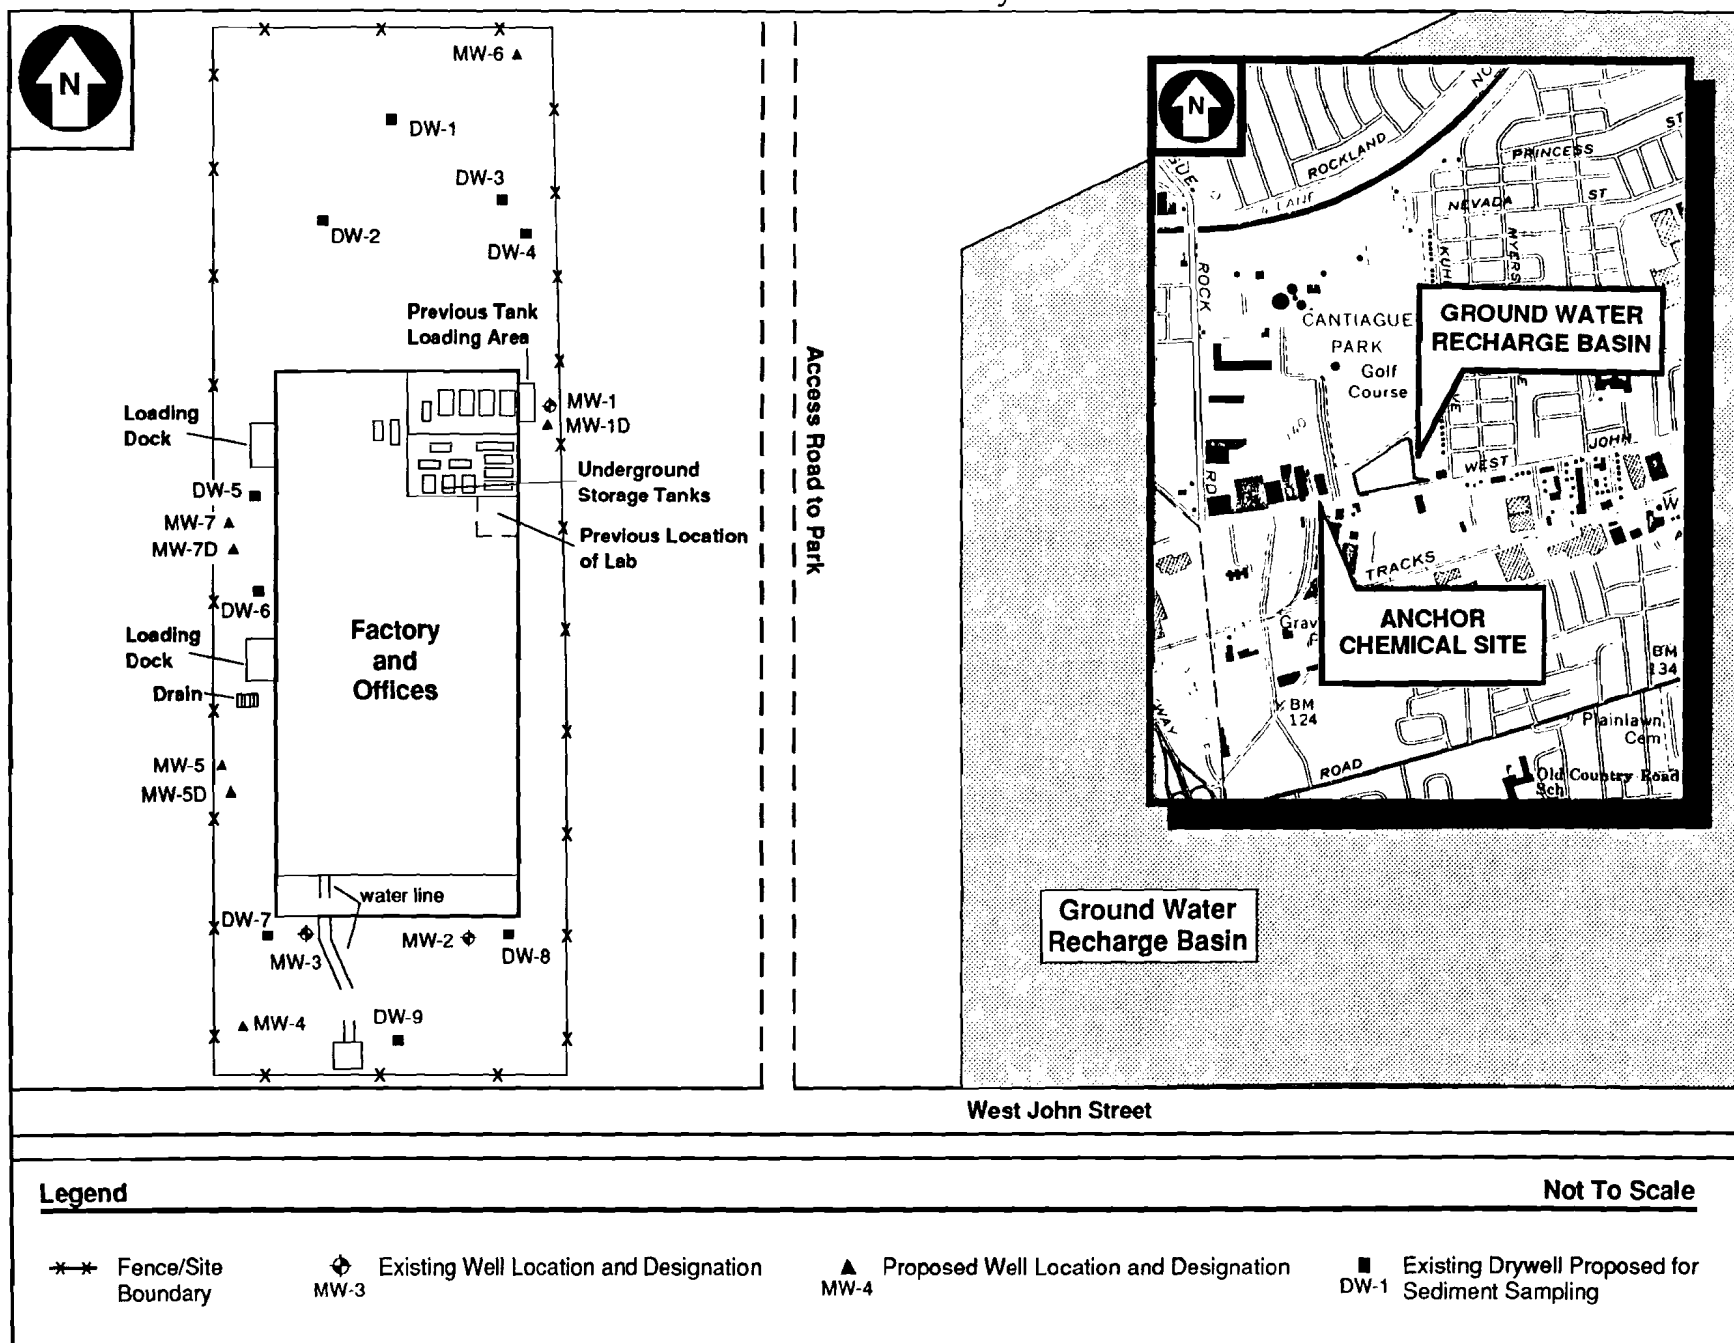 N
MW-6
DW-1
DW-3
DW-2
DW-4
Previous Tank
Loading Area
MW-1
MW-1D
Loading
Dock
Underground
Storage Tanks
DW-5
MW-7
MW-7D
Previous Location
of Lab
DW-6
Loading
Dock
Drain
Factory
and
Offices
MW-5
MW-5D
water line
DW-7
MW-3
MW-2
DW-8
MW-4
DW-9
Access Road to Park
N
ROCKLAND
PRINCESS
ST
NEVADA
ST
MYERS
ROCK
RD
CANTIAGUE
PARK
Golf
Course
GROUND WATER
RECHARGE BASIN
140
WEST
JOHN
TRACKS
ANCHOR
CHEMICAL SITE
BM
134
BM
124
WAY
ROAD
Plainlawn
Cem
Old Country Road
Sch
Ground Water
Recharge Basin
West John Street
Legend
Not To Scale
Fence/Site
Boundary
MW-3
Existing Well Location and Designation
MW-4
Proposed Well Location and Designation
DW-1
Existing Drywell Proposed for
Sediment Sampling